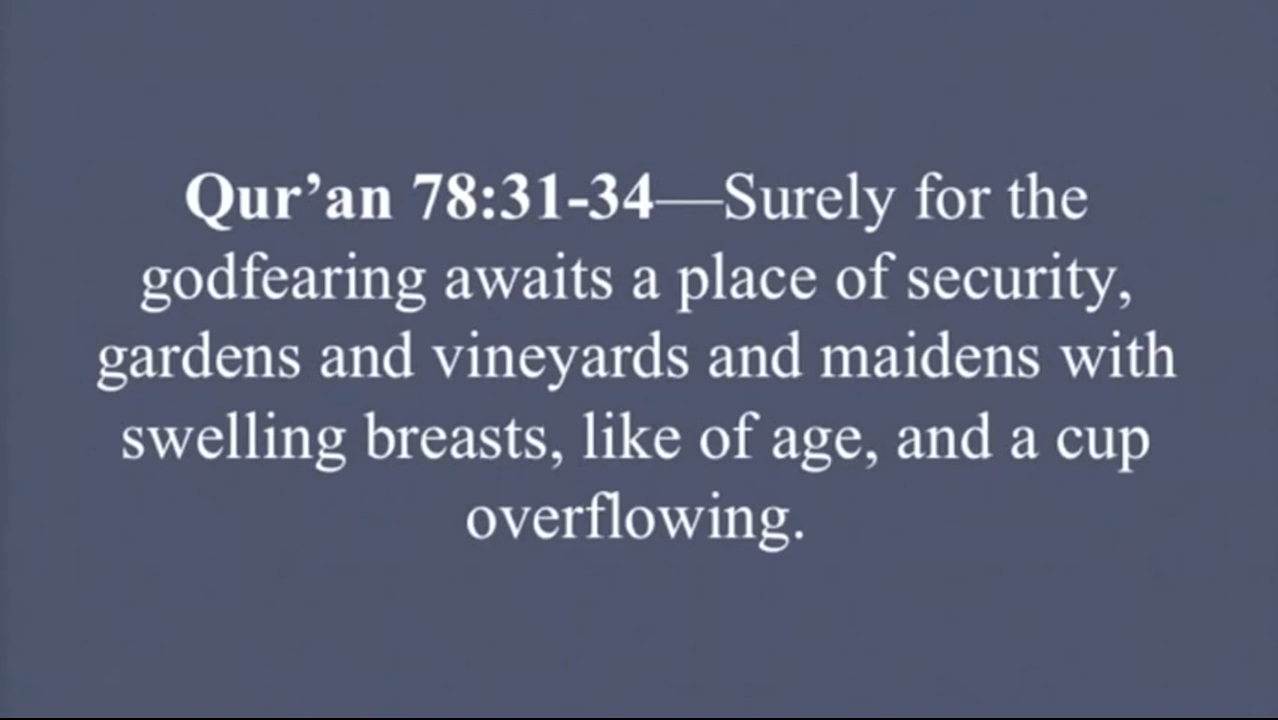 Qur’an 78:31-34—Surely for the
godfearing awaits a place of security,
gardens and vineyards and maidens with
swelling breasts, like of age, and a cup
overflowing.